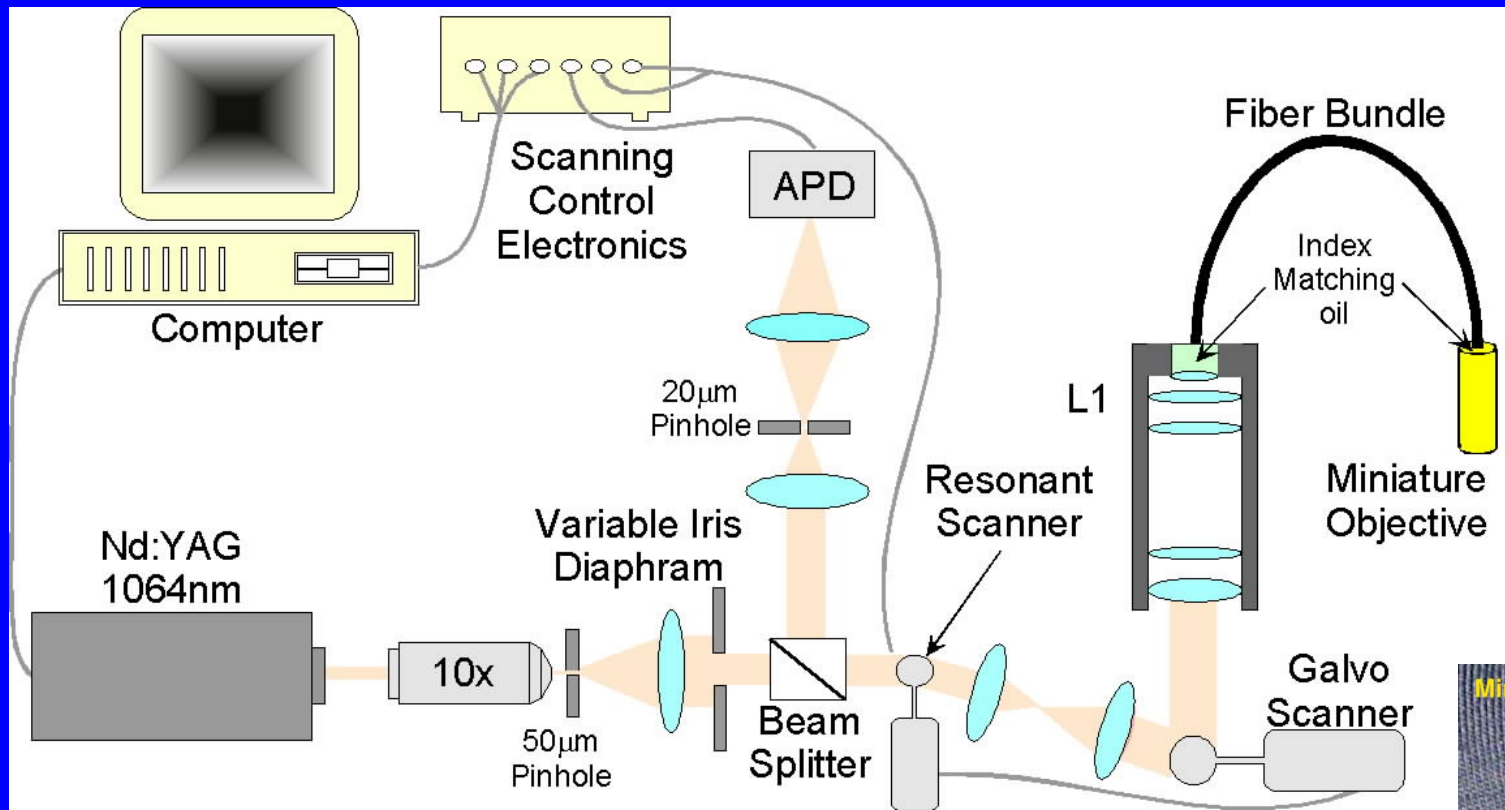 Scanning
Control
Electronics
Computer
APD
Fiber Bundle
Index
Matching
oil
L1
20μm
Pinhole
Miniature
Objective
Resonant
Scanner
Variable Iris
Diaphram
Nd:YAG
1064nm
10x
50μm
Pinhole
Beam
Splitter
Galvo
Scanner